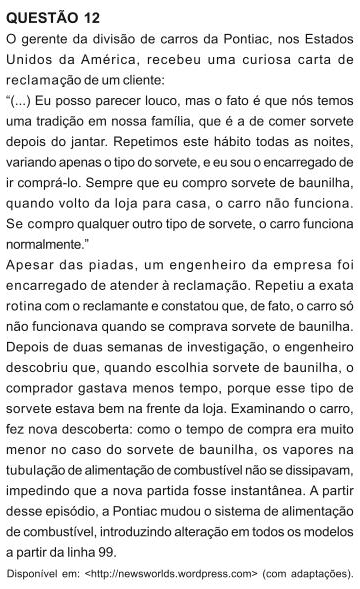 QUESTÃO 12
O gerente da divisão de carros da Pontiac, nos Estados
Unidos da América, recebeu uma curiosa carta de
reclamação de um cliente:
“(...) Eu posso parecer louco, mas o fato é que nós temos
uma tradição em nossa família, que é a de comer sorvete
depois do jantar. Repetimos este hábito todas as noites,
variando apenas o tipo do sorvete, e eu sou o encarregado de
ir comprá-lo. Sempre que eu compro sorvete de baunilha,
quando volto da loja para casa, o carro não funciona.
Se compro qualquer outro tipo de sorvete, o carro funciona
normalmente.”
Apesar das piadas, um engenheiro da empresa foi
encarregado de atender à reclamação. Repetiu a exata
rotina com o reclamante e constatou que, de fato, o carro só
não funcionava quando se comprava sorvete de baunilha.
Depois de duas semanas de investigação, o engenheiro
descobriu que, quando escolhia sorvete de baunilha, o
comprador gastava menos tempo, porque esse tipo de
sorvete estava bem na frente da loja. Examinando o carro,
fez nova descoberta: como o tempo de compra era muito
menor no caso do sorvete de baunilha, os vapores na
tubulação de alimentação de combustível não se dissipavam,
impedindo que a nova partida fosse instantânea. A partir
desse episódio, a Pontiac mudou o sistema de alimentação
de combustível, introduzindo alteração em todos os modelos
a partir da linha 99.
Disponível em: <http://newsworlds.wordpress.com> (com adaptações).